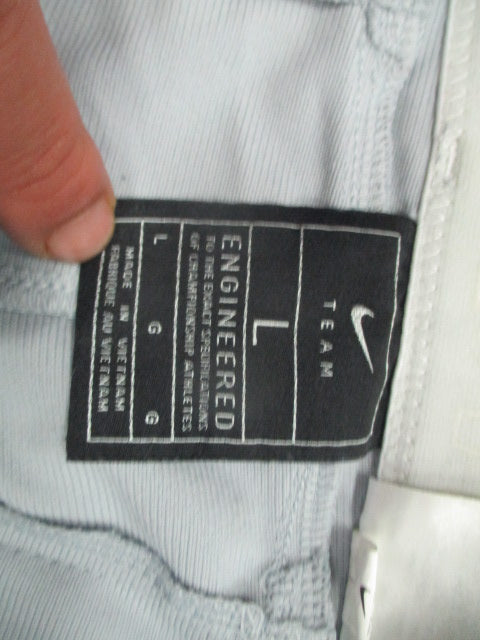 TEAM
L
ENGINEERED
TO THE EXACT SPECIFICATIONS
OF CHAMPIONSHIP ATHLETES
L G G
MADE IN VIETNAM
FABRIQUE AU VIETNAM